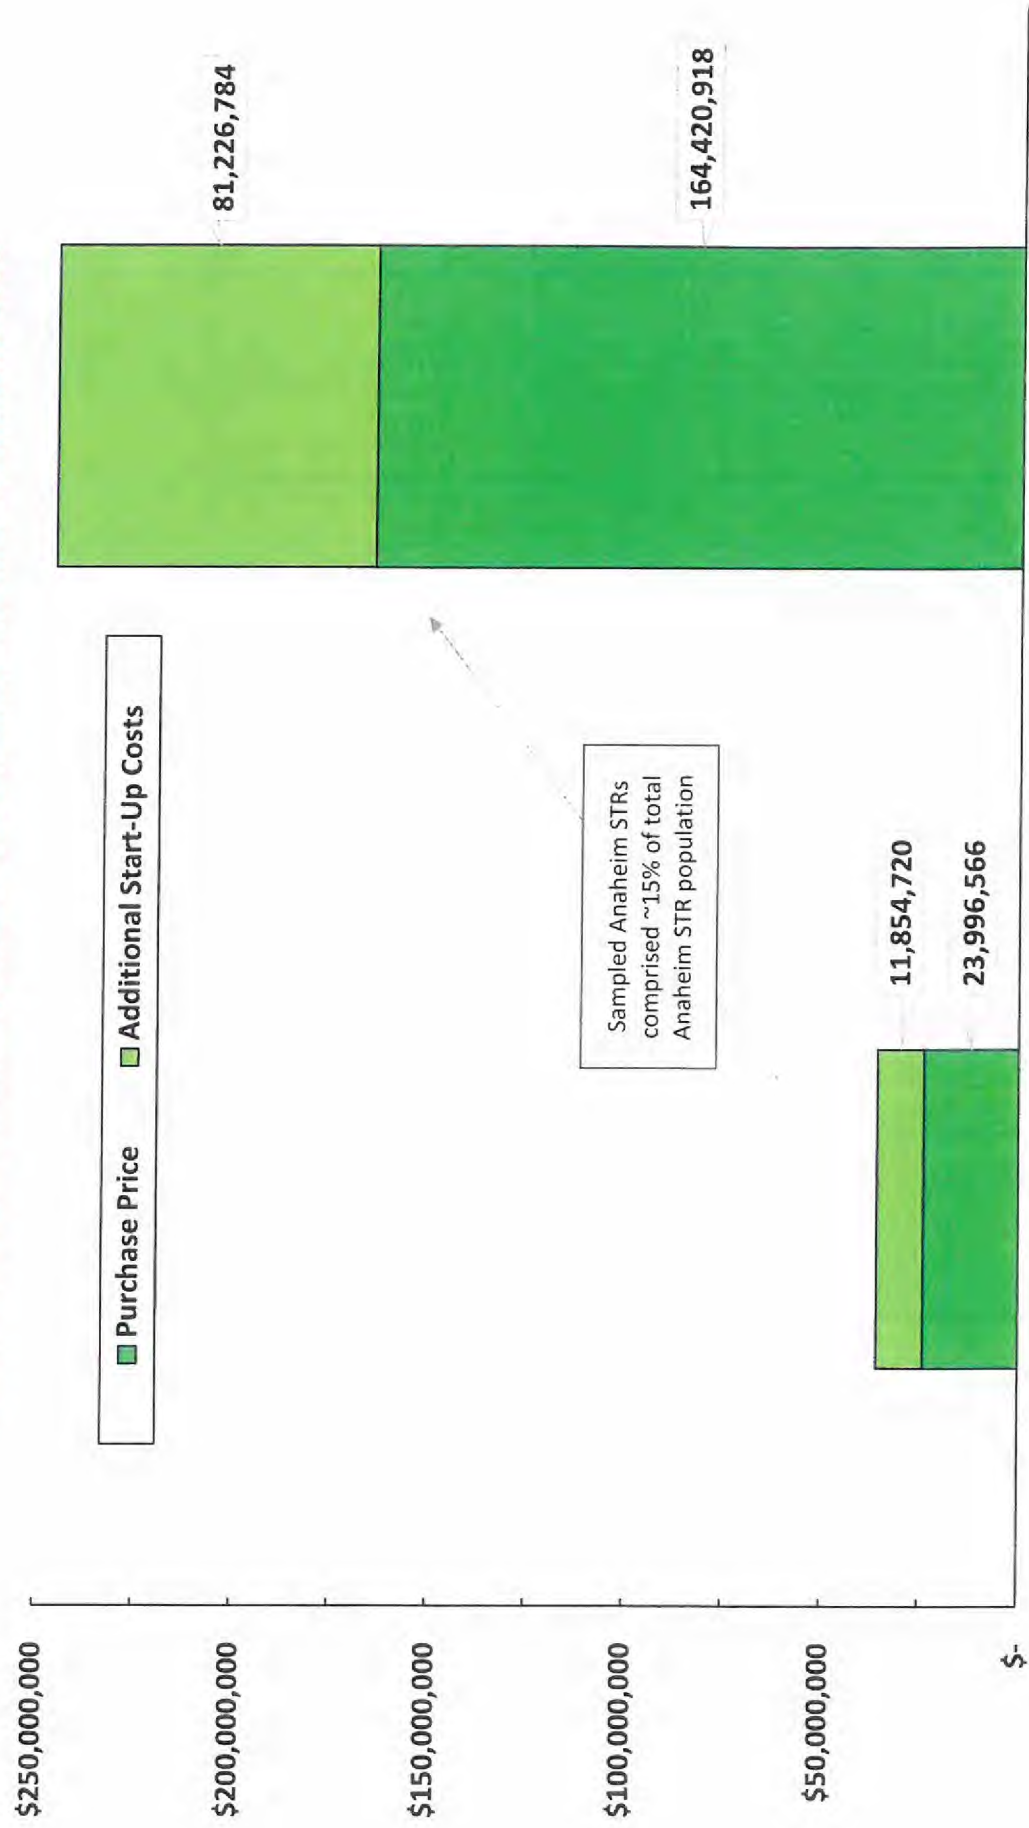 $250,000,000
$200,000,000
$150,000,000
$100,000,000
$50,000,000
$-
Purchase Price
Additional Start-Up Costs
Sampled Anaheim STRs
comprised ~15% of total
Anaheim STR population
11,854,720
23,996,566
81,226,784
164,420,918